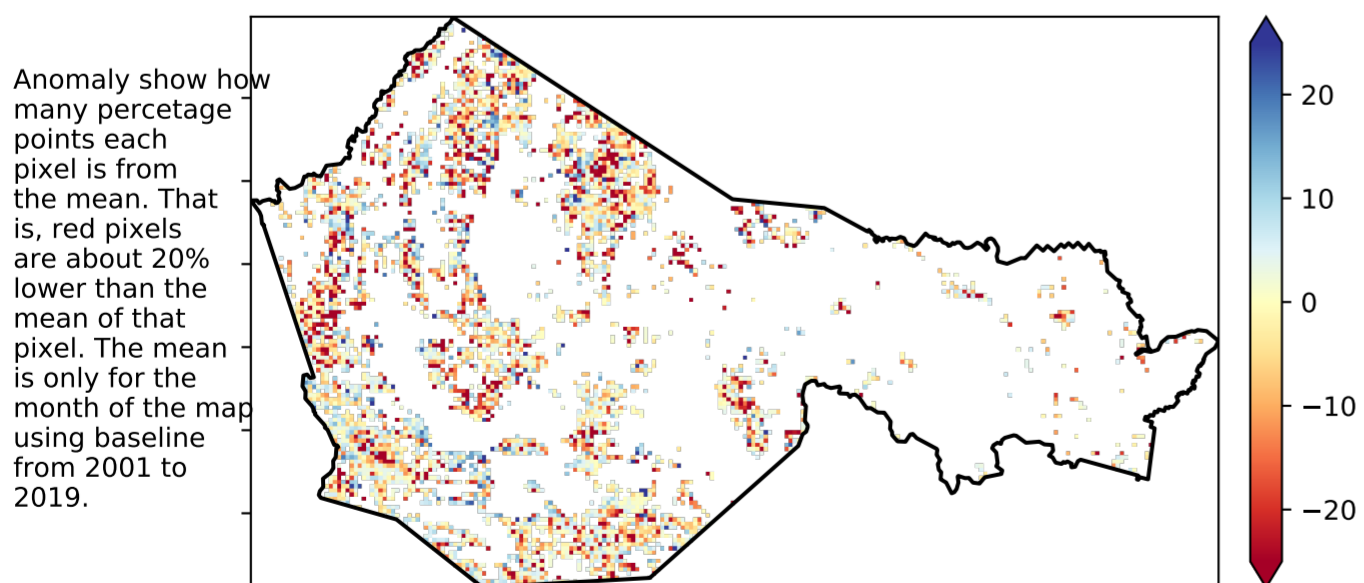 Anomaly show how
many percetage
points each
pixel is from
the mean. That
is, red pixels
are about 20%
lower than the
mean of that
pixel. The mean
is only for the
month of the map
using baseline
from 2001 to
2019.
20
10
0
−10
−20